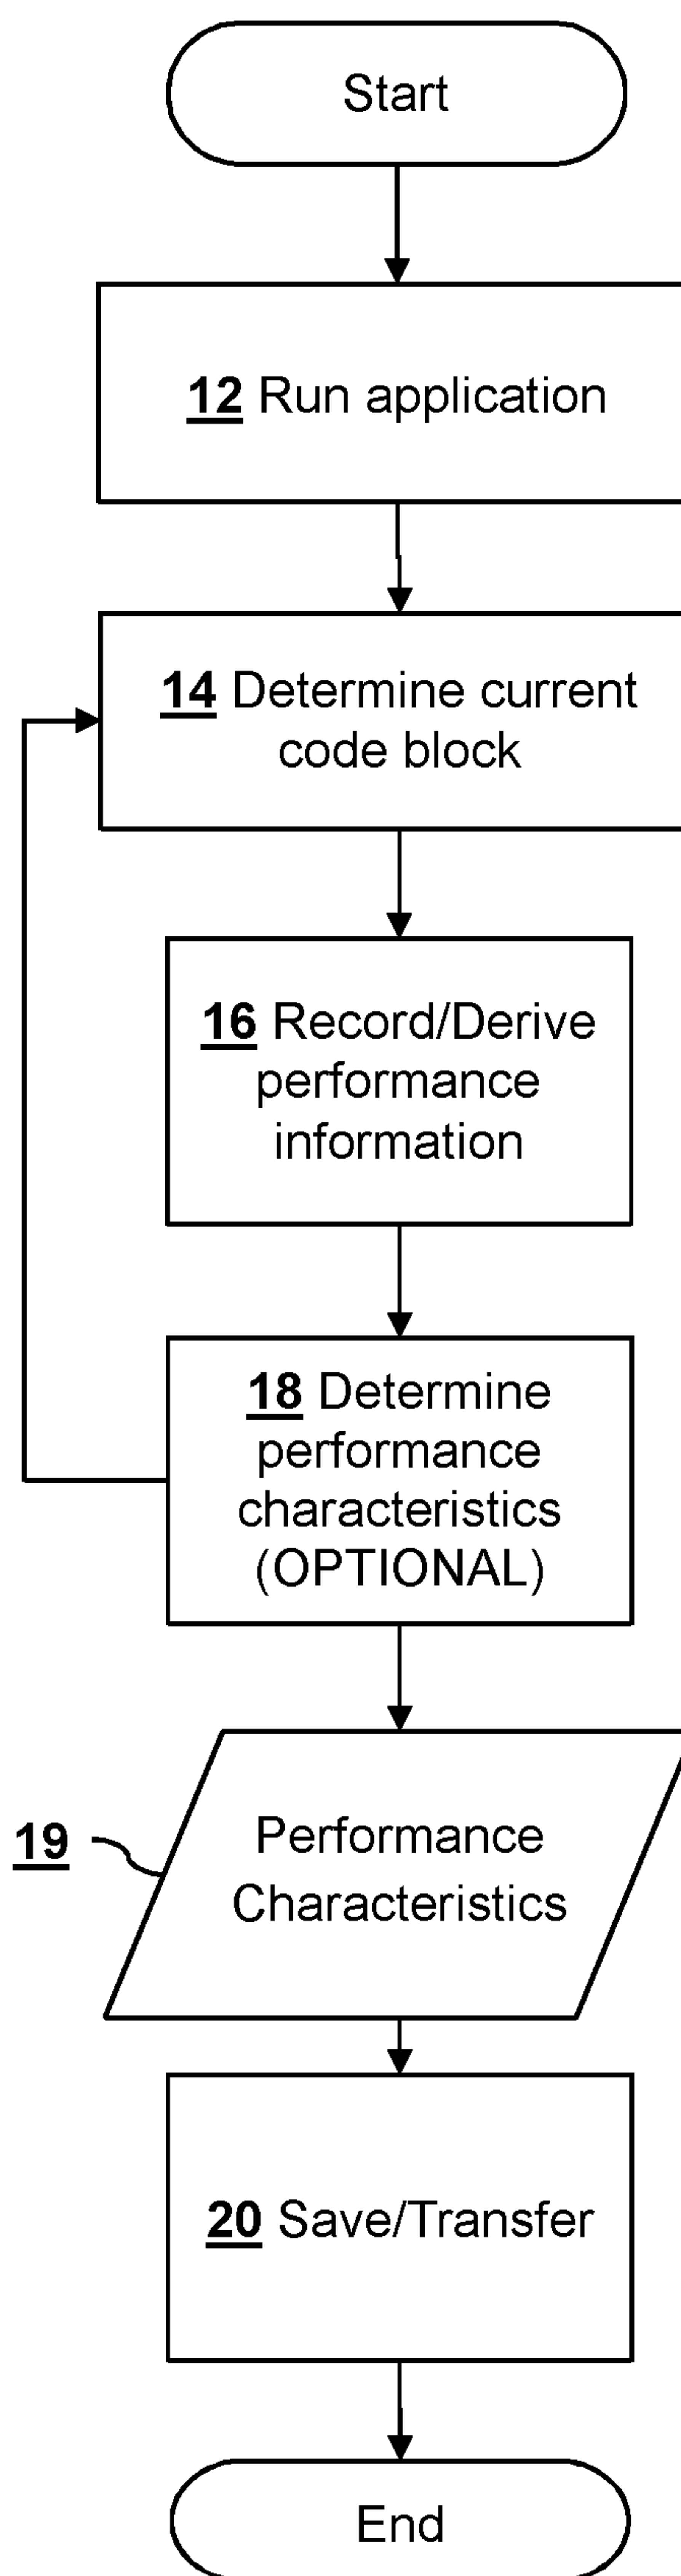 Start
12 Run application
14 Determine current
code block
16 Record/Derive
performance
information
18 Determine
performance
characteristics
(OPTIONAL)
19
Performance
Characteristics
20 Save/Transfer
End